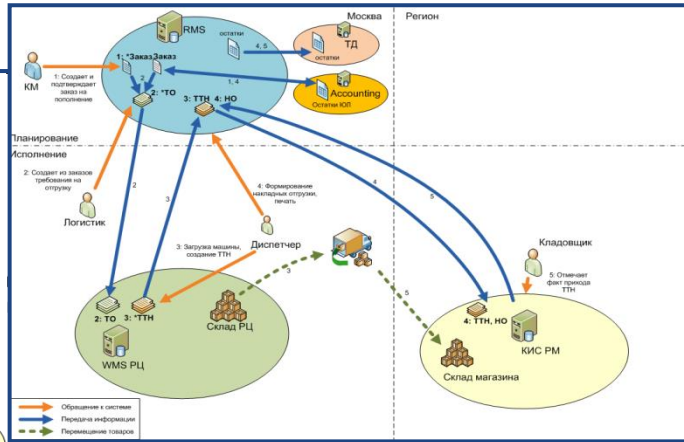 Москва
Регион
RMS
ТД
остатки
остатки
4, 5
1: *Заказ
Заказ
КМ
1: Создает и
подтверждает
заказ на
пополнение
2
2: *ТО
3: ТТН
4: НО
1, 4
Accounting
Остатки ЮЛ
Планирование
Исполнение
2: Создает из заказов
требования на
отгрузку
Логистик
2
3
4: Формирование
накладных отгрузки,
печать
Диспетчер
3: Загрузка машины,
создание ТТН
4
5
Кладовщик
5: Отмечает
факт прихода
ТТН
3
5
2: ТО
3: *ТТН
WMS РЦ
Склад РЦ
4: ТТН, НО
КИС РМ
Склад магазина
Обращение к системе
Передача информации
Перемещение товаров